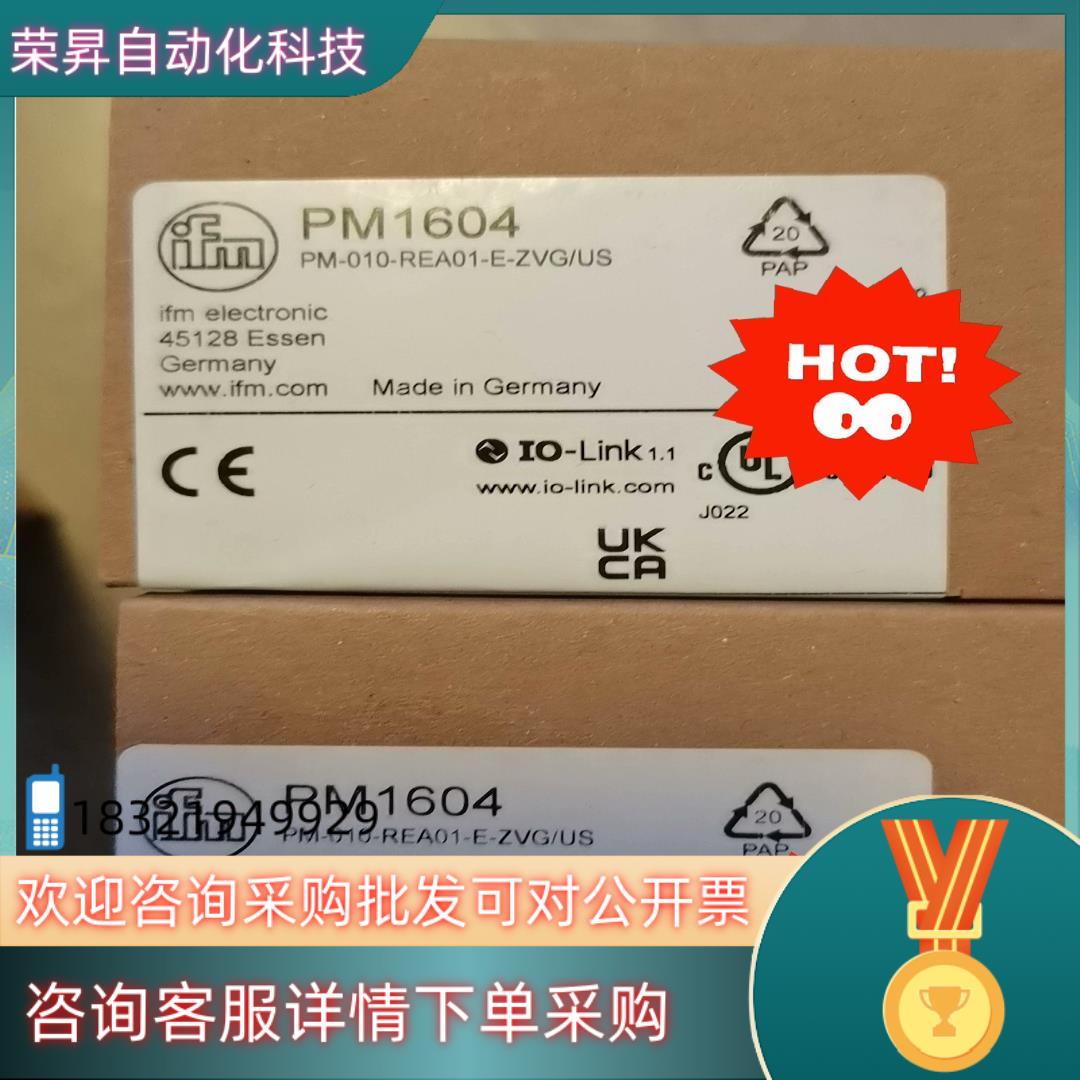 荣昇自动化科技
ifm
PM1604
PM-010-REA01-E-ZVG/US
20
PAP
ifm electronic
45128 Essen
Germany
www.ifm.com
Made in Germany
HOT!
CE
IO-Link 1.1
www.io-link.com
c UL
J022
UK
CA
ifm
PM1604
PM-010-REA01-E-ZVG/US
20
PAP
18321949929
欢迎咨询采购批发可对公开票
咨询客服详情下单采购